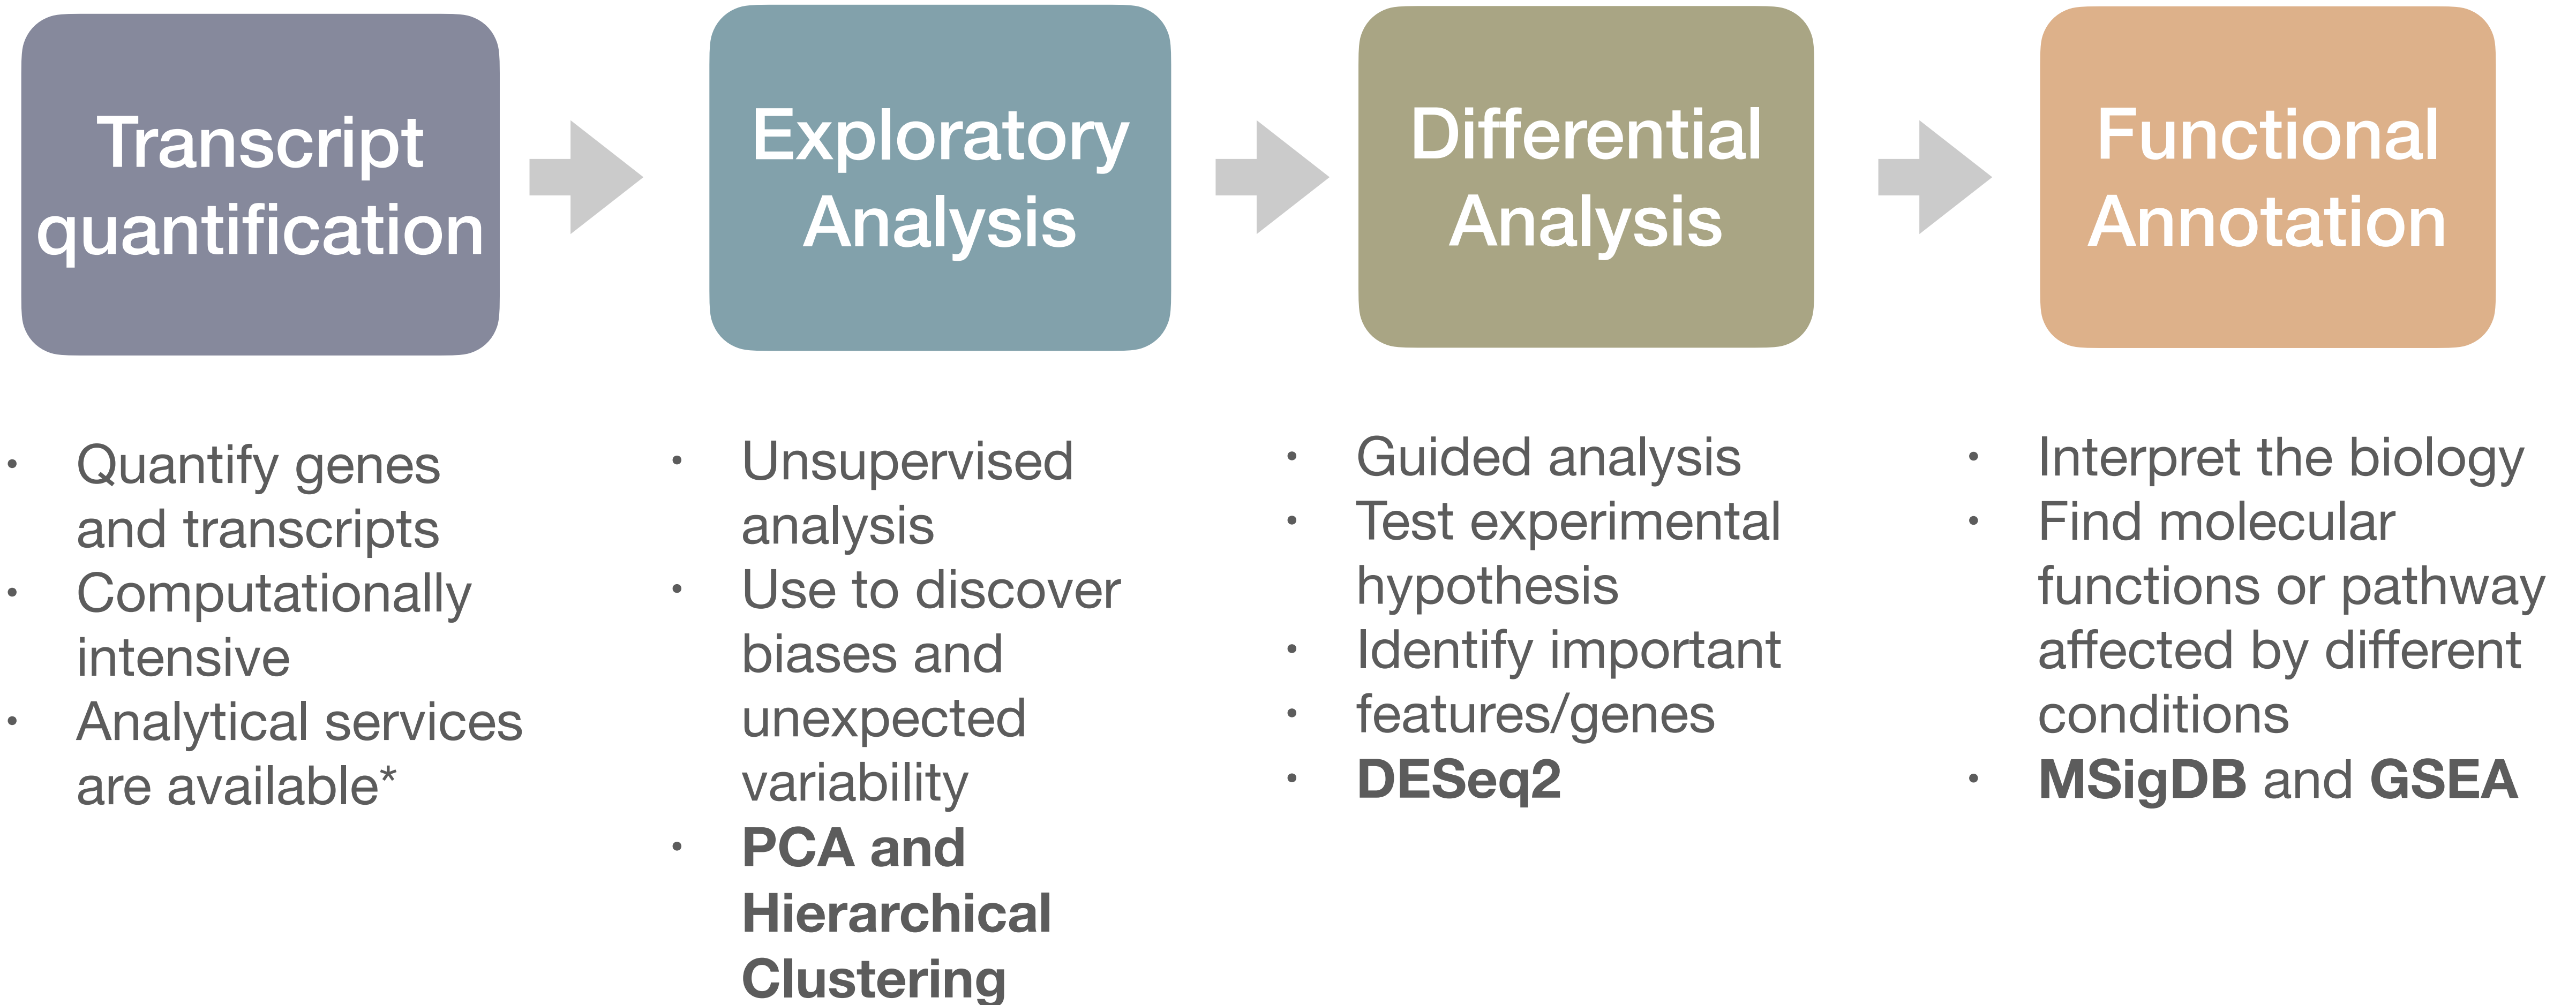 Transcript
quantification
Exploratory
Analysis
Differential
Analysis
Functional
Annotation
• Quantify genes
and transcripts
• Computationally
intensive
• Analytical services
are available*
• Unsupervised
analysis
• Use to discover
biases and
unexpected
variability
• PCA and
Hierarchical
Clustering
• Guided analysis
• Test experimental
hypothesis
• Identify important
• features/genes
• DESeq2
• Interpret the biology
• Find molecular
functions or pathway
affected by different
conditions
• MSigDB and GSEA